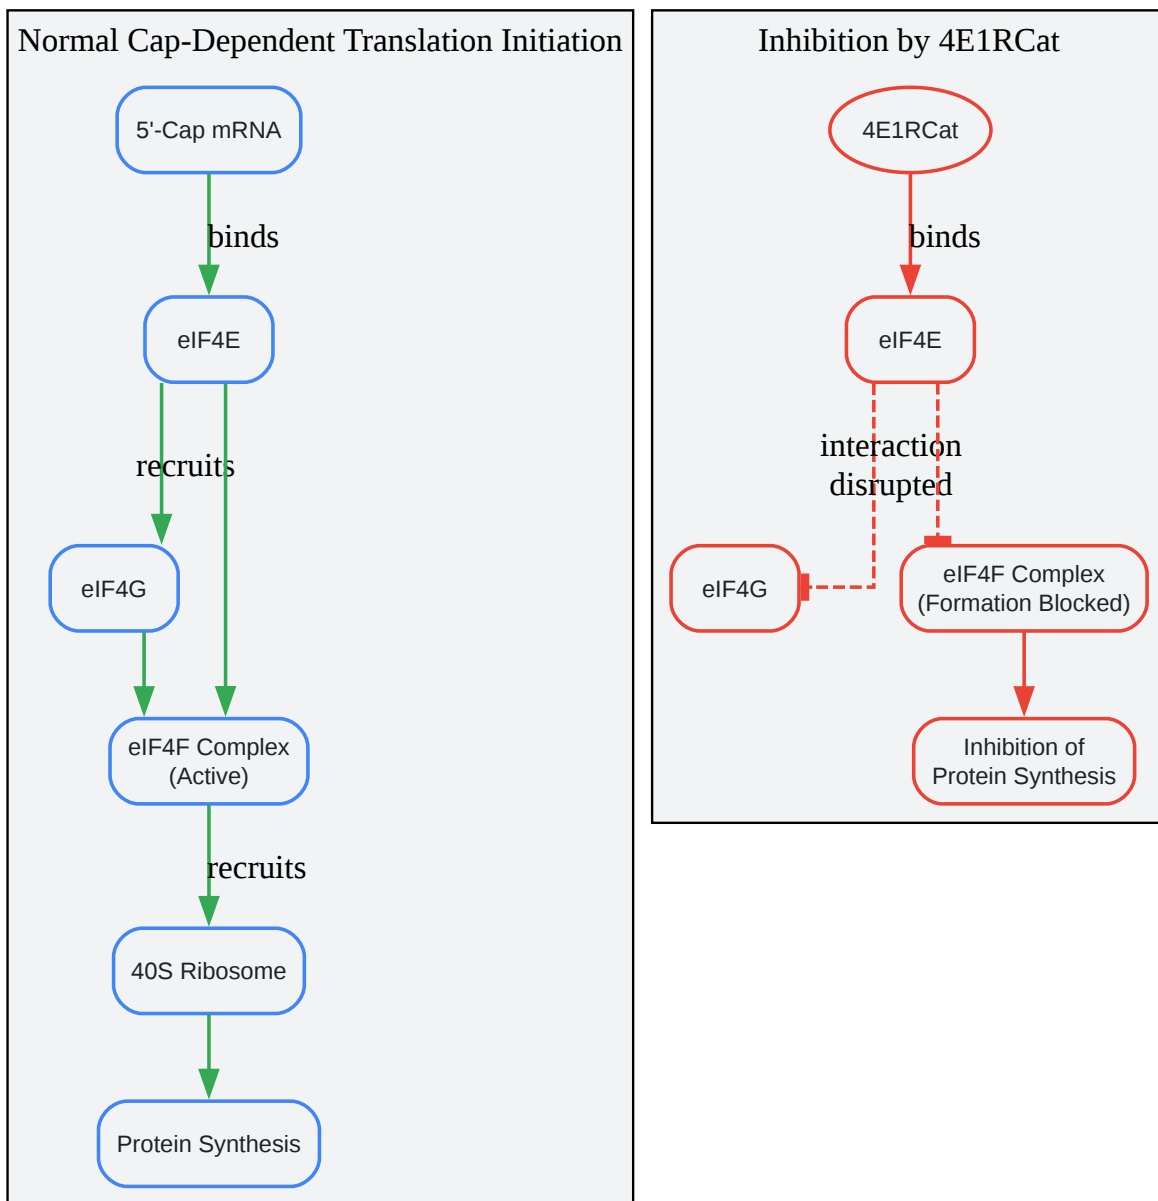 Normal Cap-Dependent Translation Initiation
5'-Cap mRNA
binds
eIF4E
recruits
eIF4G
eIF4F Complex
(Active)
recruits
40S Ribosome
Protein Synthesis
Inhibition by 4E1RCat
4E1RCat
binds
eIF4E
interaction
disrupted
eIF4G
eIF4F Complex
(Formation Blocked)
Inhibition of
Protein Synthesis